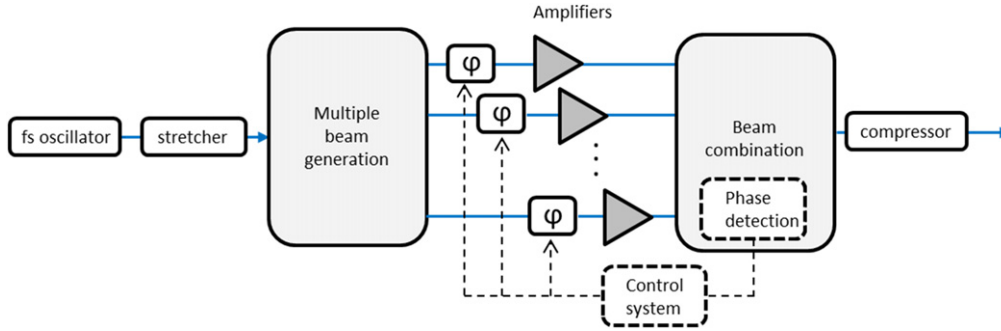 Amplifiers
fs oscillator
stretcher
Multiple
beam
generation
φ
φ
φ
Beam
combination
Phase
detection
compressor
Control
system